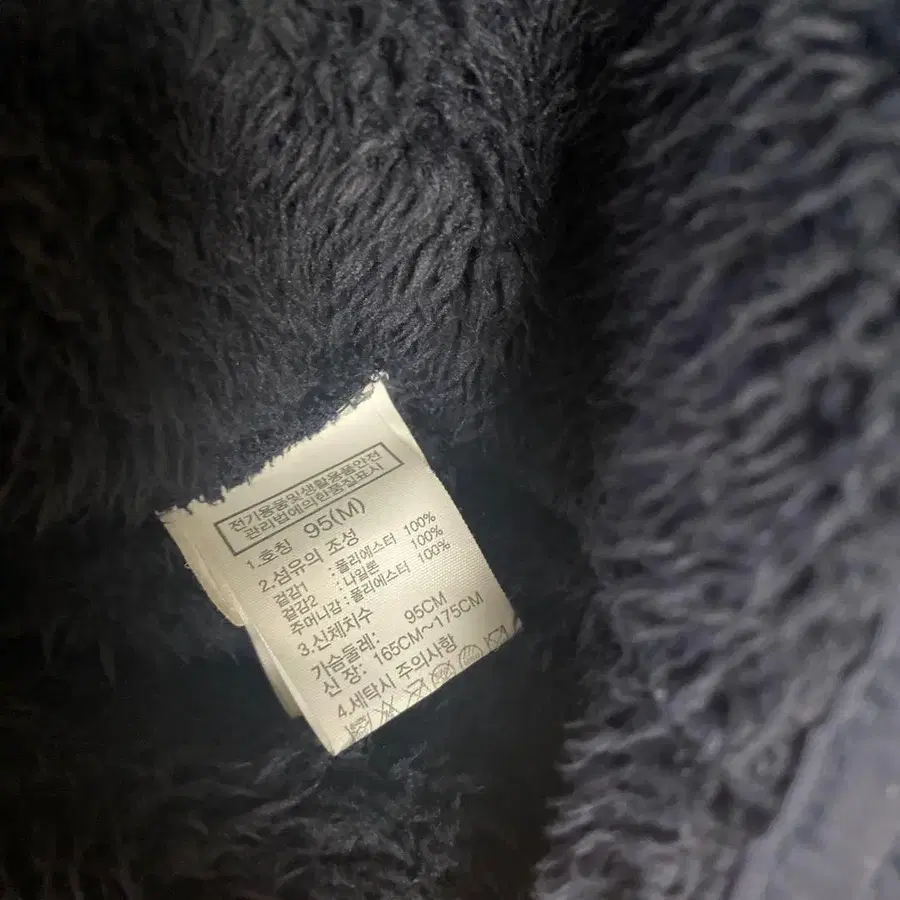 전기용품및생활용품안전
관리법에의한품질표시
1.호칭 95(M)
2.섬유의 조성
겉감1 :폴리에스터 100%
겉감2 :나일론 100%
주머니감 :폴리에스터 100%
3.신체치수
가슴둘레: 95CM
신 장: 165CM~175CM
4.세탁시 주의사항